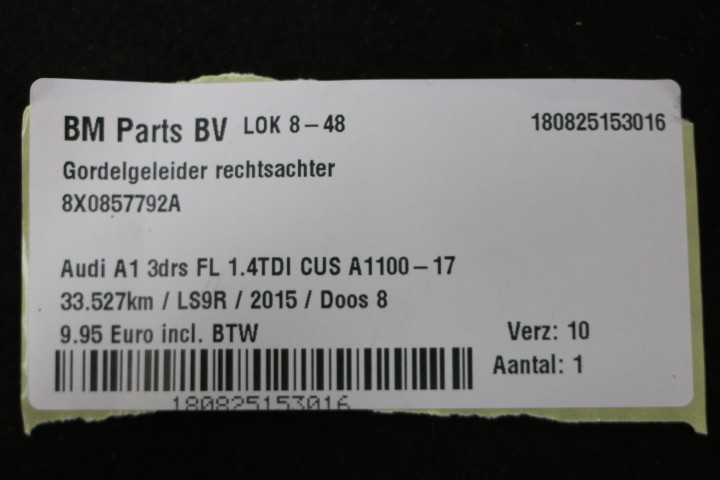 BM Parts BV LOK 8-48 180825153016
Gordelgeleider rechtsachter
8X0857792A
Audi A1 3drs FL 1.4TDI CUS A1100-17
33.527km / LS9R / 2015 / Doos 8
9.95 Euro incl. BTW Verz: 10
Aantal: 1
180825153016